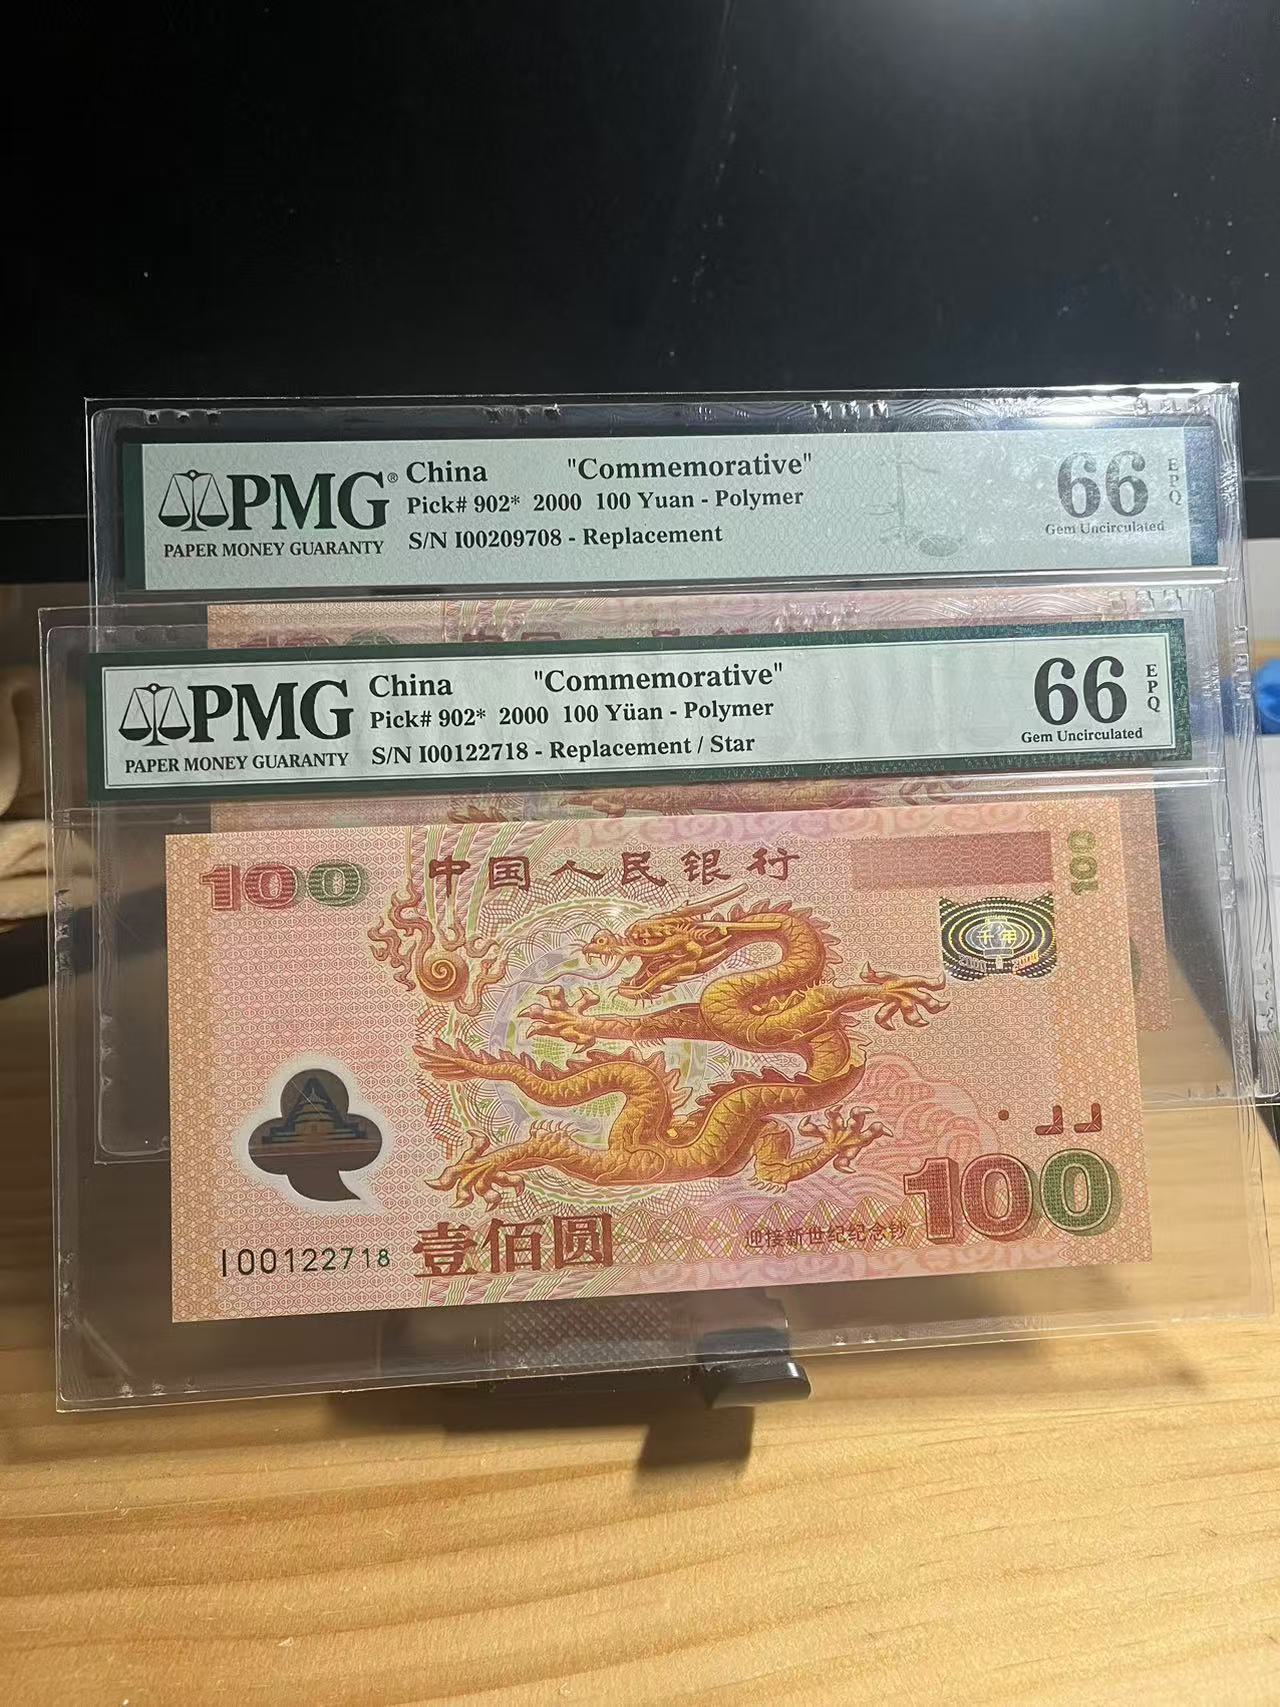 PMG® China "Commemorative" 66 EPQ
Pick# 902* 2000 100 Yuan - Polymer Gem Uncirculated
PAPER MONEY GUARANTY S/N I00209708 - Replacement
PMG China "Commemorative" 66 EPQ
Pick# 902* 2000 100 Yüan - Polymer Gem Uncirculated
PAPER MONEY GUARANTY S/N I00122718 - Replacement / Star
100 中国人民银行 100
千年
100
迎接新世纪纪念钞
I00122718 壹佰圆